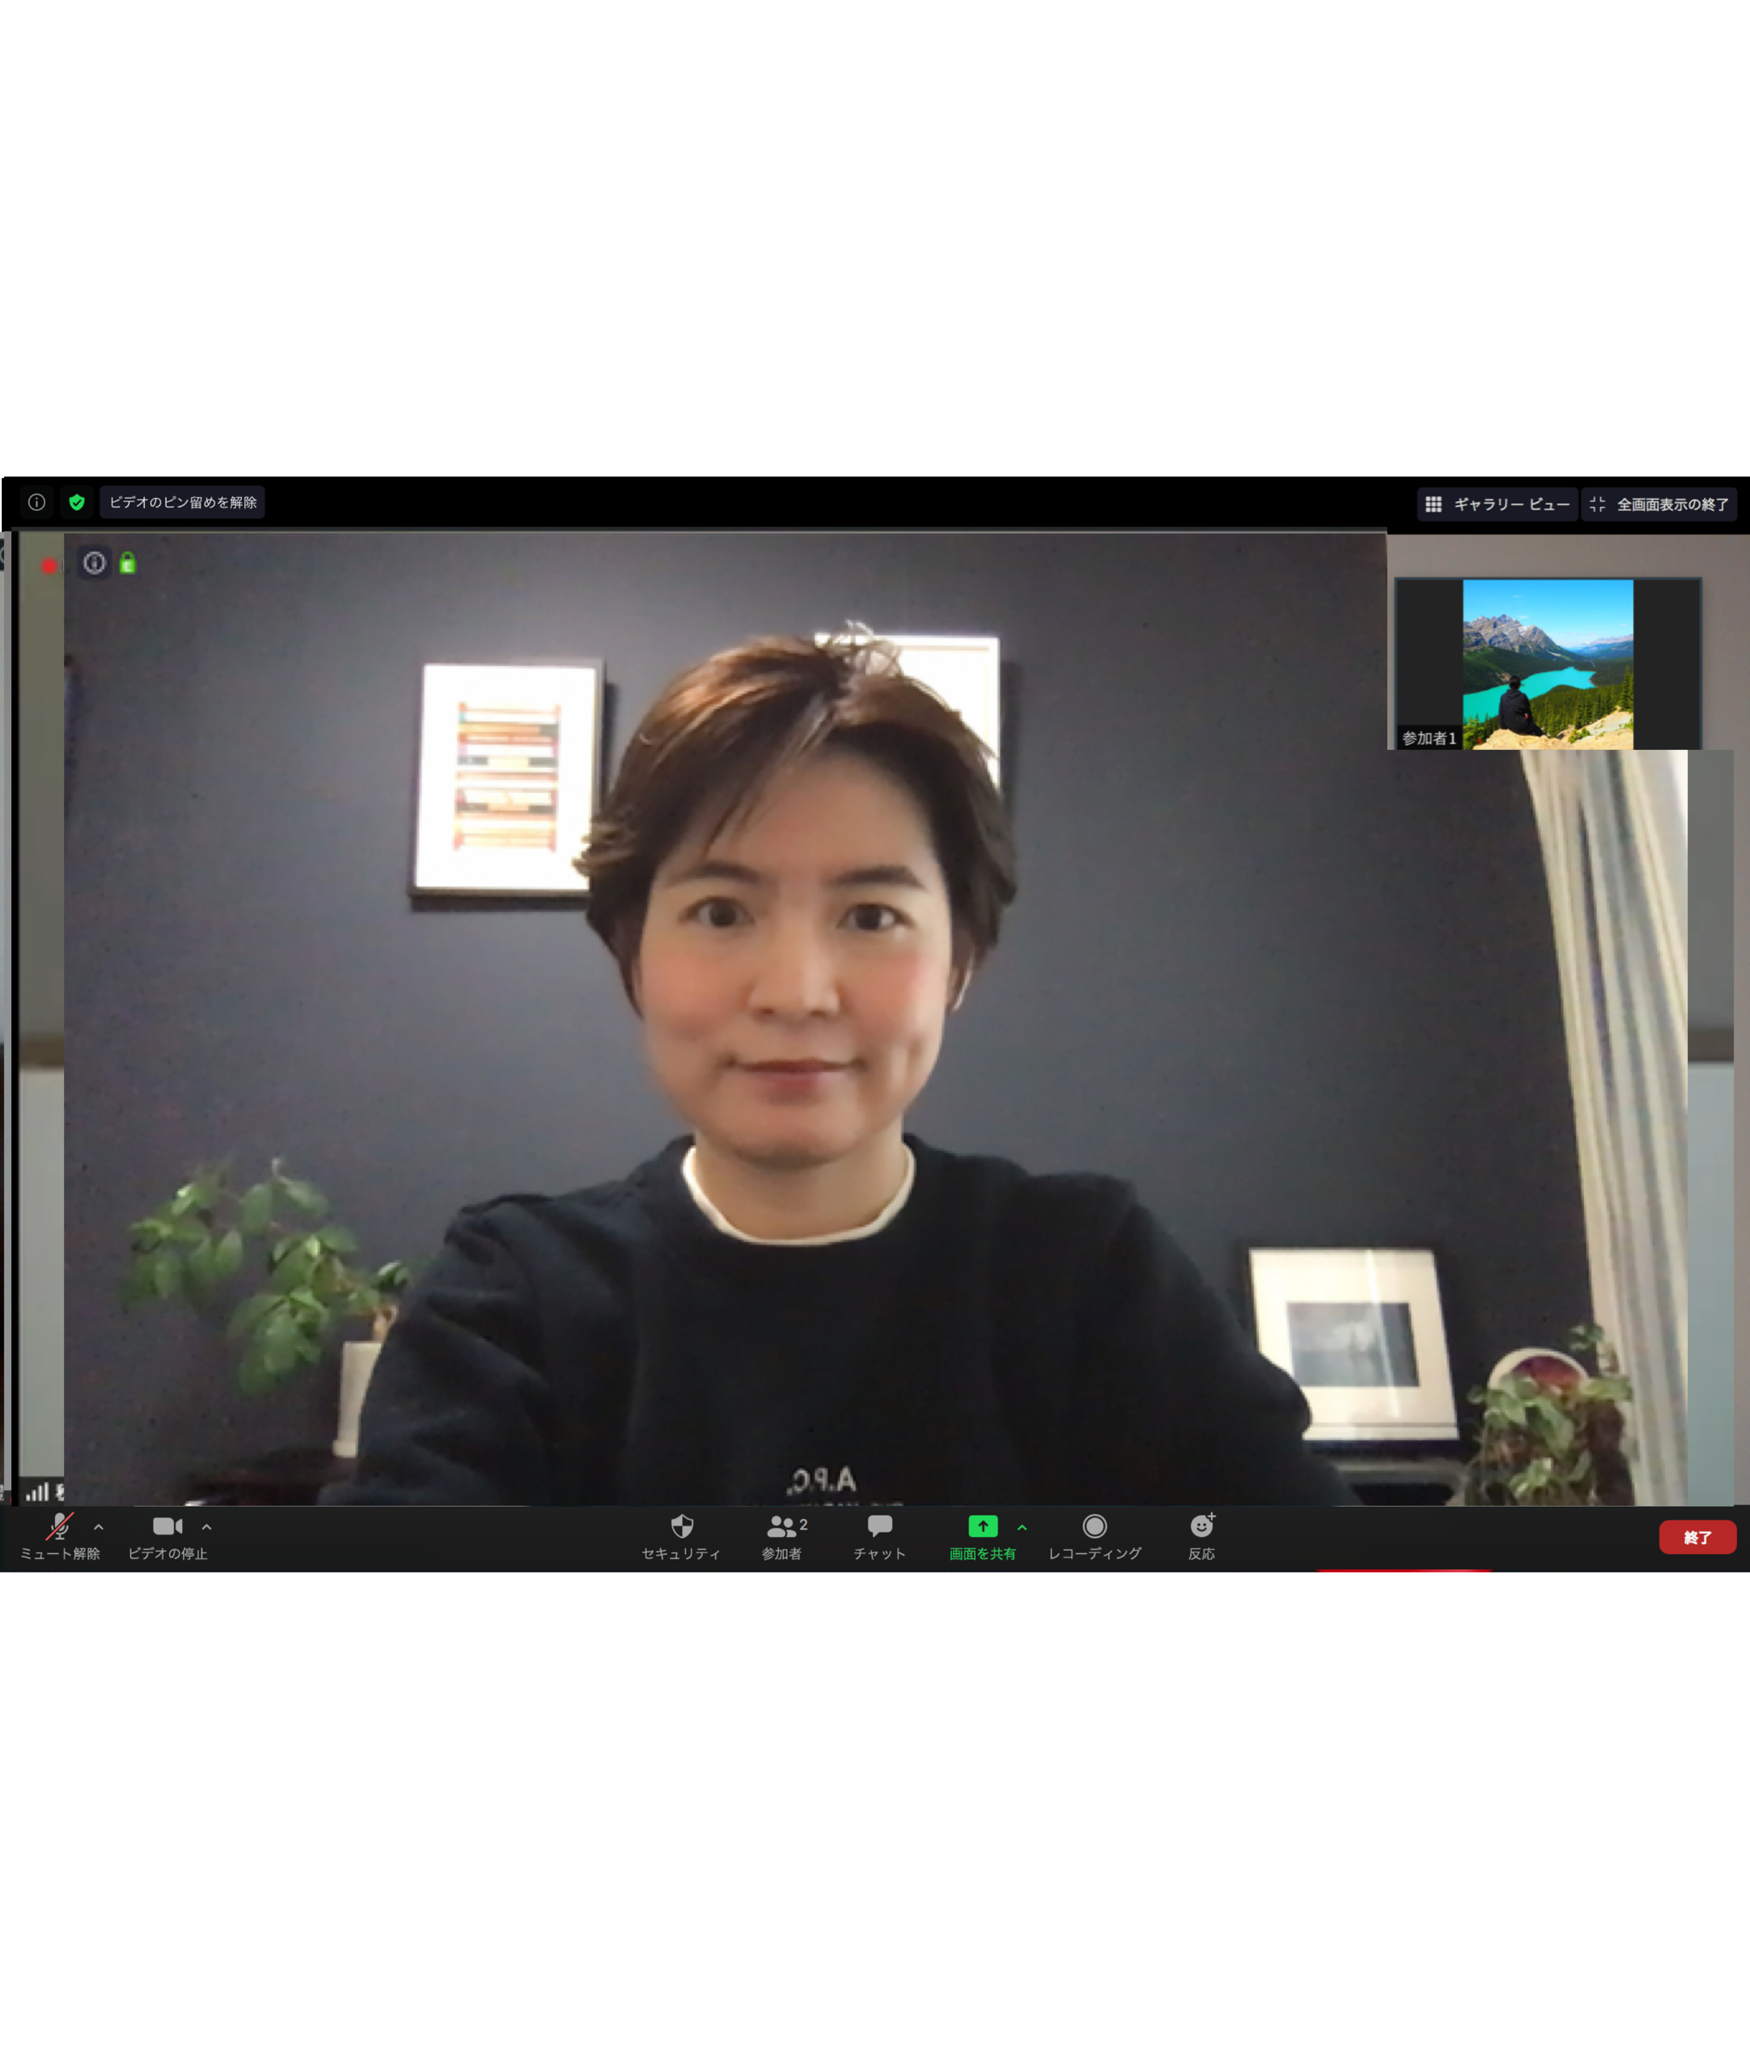 ビデオのピン留めを解除
ギャラリー ビュー
全画面表示の終了
参加者1
A.P.C.
ミュート解除
ビデオの停止
セキュリティ
2
参加者
チャット
画面を共有
レコーディング
反応
終了